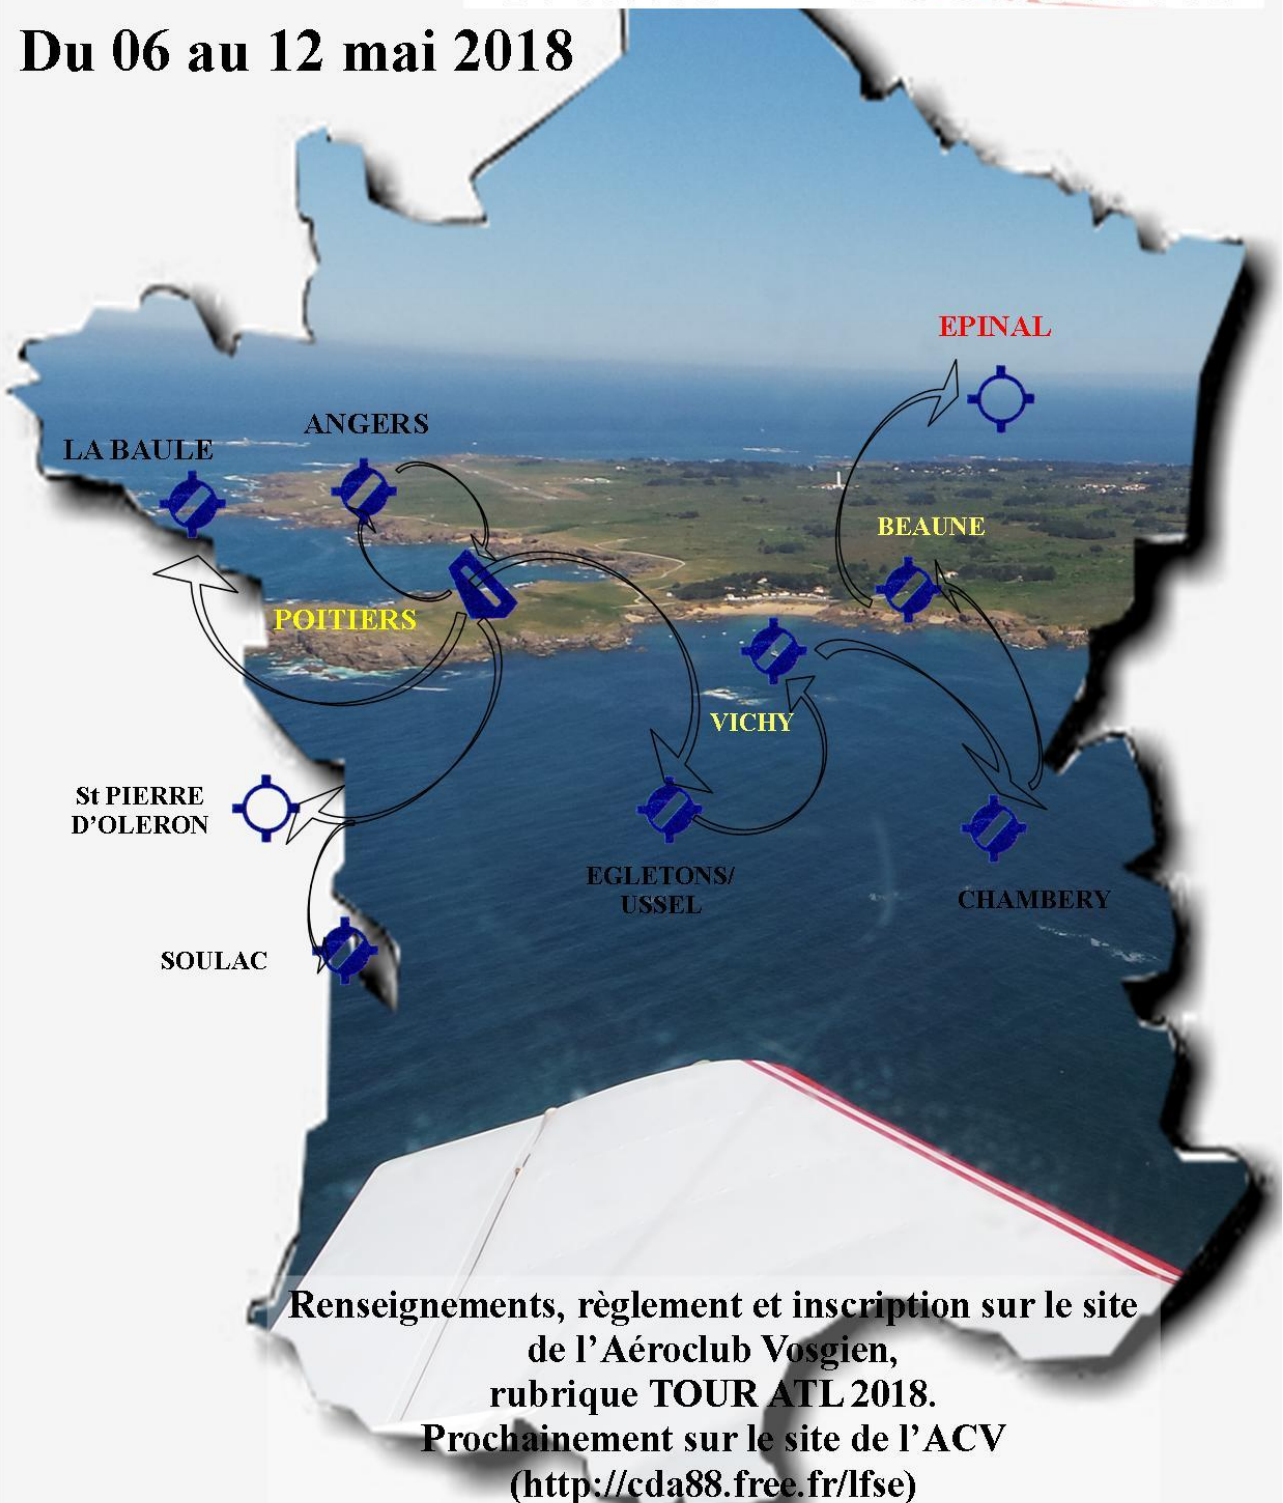 Du 06 au 12 mai 2018
EPINAL
ANGERS
LA BAULE
BEAUNE
POITIERS
VICHY
St PIERRE
D'OLERON
EGLETONS/
USSEL
CHAMBERY
SOULAC
Renseignements, règlement et inscription sur le site
de l'Aéroclub Vosgien,
rubrique TOUR ATL 2018.
Prochainement sur le site de l'ACV
(http://cda88.free.fr/lfse)